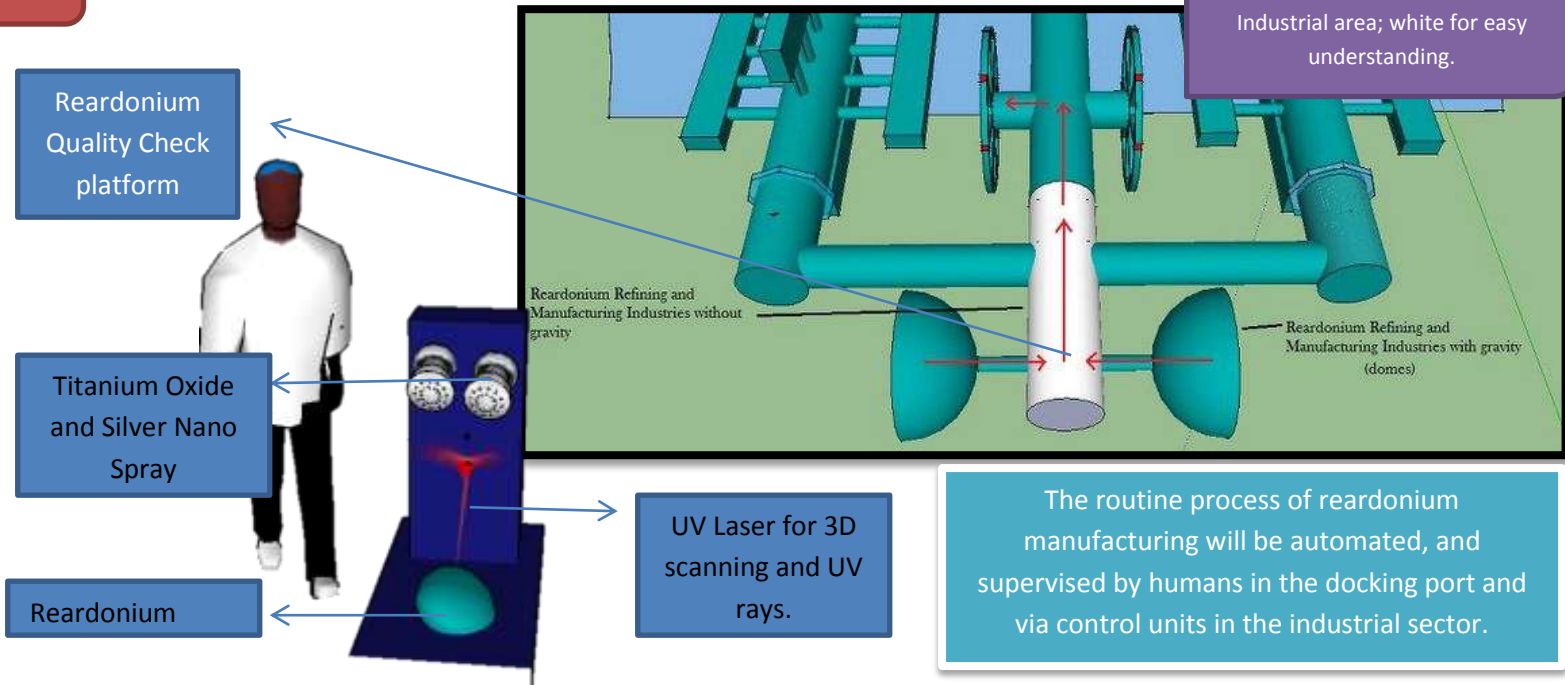 Industrial area; white for easy
understanding.
Reardonium
Quality Check
platform
Reardonium Refining and
Manufacturing Industries without
gravity
Reardonium Refining and
Manufacturing Industries with gravity
(domes)
Titanium Oxide
and Silver Nano
Spray
UV Laser for 3D
scanning and UV
rays.
Reardonium
The routine process of reardonium
manufacturing will be automated, and
supervised by humans in the docking port and
via control units in the industrial sector.